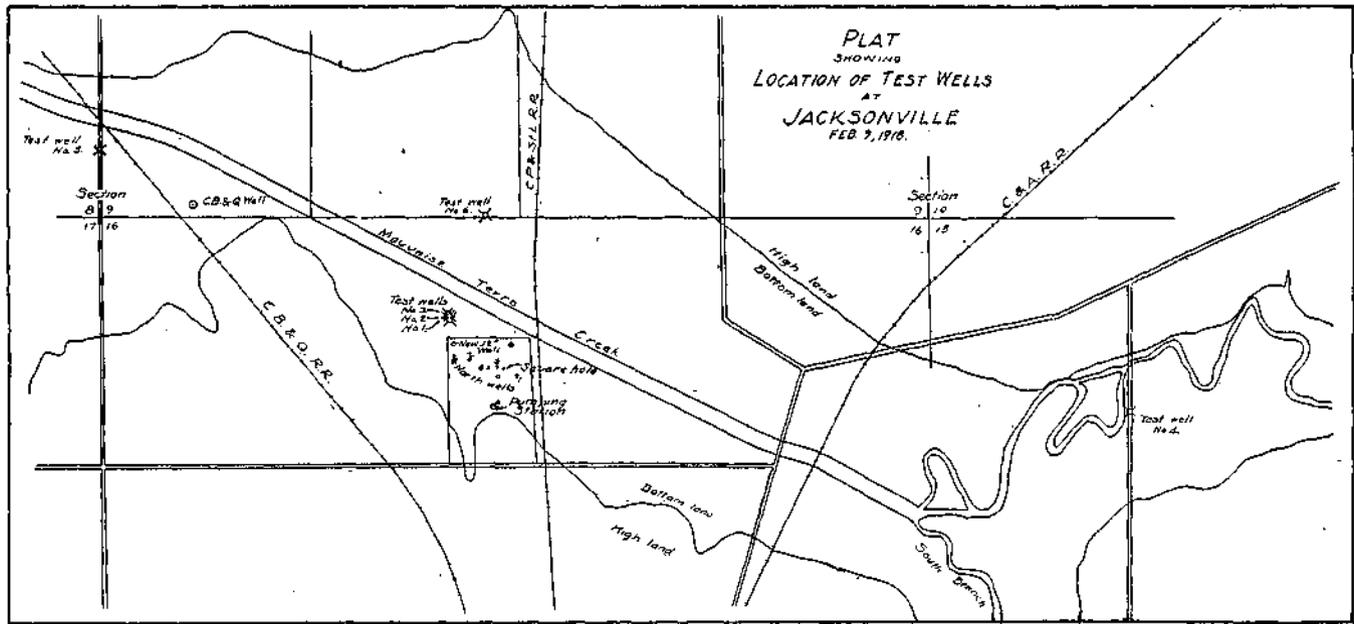 PLAT
SHOWING
LOCATION OF TEST WELLS
AT
JACKSONVILLE
FEB. 9, 1918.
C.P.&St.L.R.R.
C.&A.R.R.
Test well
No. 5.
Section
8 9
17 16
C.B.&Q. Well
Test well
No. 6.
Section
9 10
16 15
Mauvaise Terre Creek
High land
Bottom land
C.B.&Q. R.R.
Test wells
No. 3
No. 2
No. 1
New 12"
Well
Square hole
North wells
Pumping
Station
Test well
No 4.
Bottom land
High land
South Branch